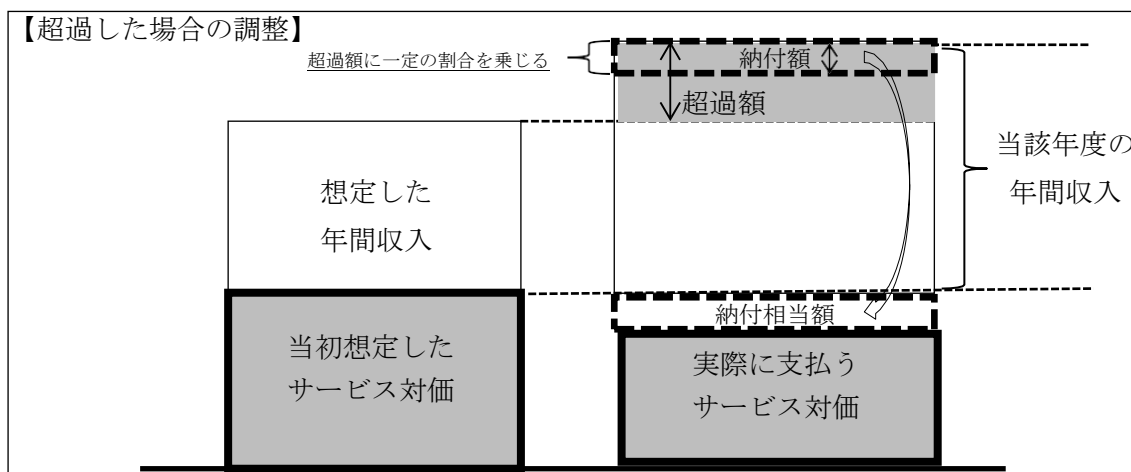 【超過した場合の調整】
超過額に一定の割合を乗じる
納付額
超過額
想定した
年間収入
当該年度の
年間収入
納付相当額
当初想定した
サービス対価
実際に支払う
サービス対価